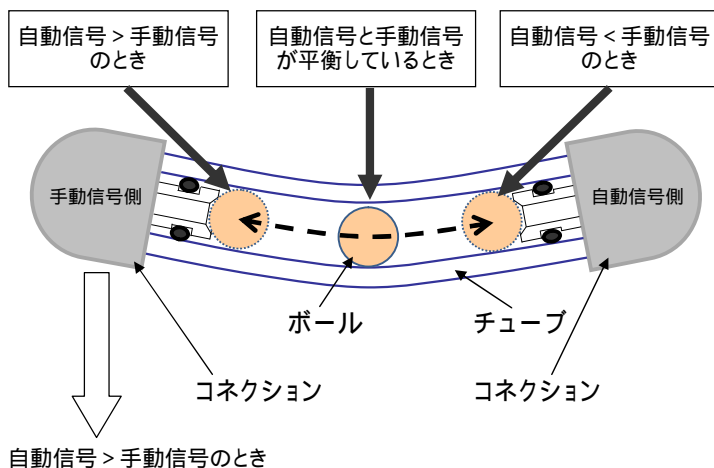 自動信号 > 手動信号
のとき
自動信号と手動信号
が平衡しているとき
自動信号 < 手動信号
のとき
手動信号側
自動信号側
ボール
チューブ
コネクション
コネクション
自動信号 > 手動信号のとき